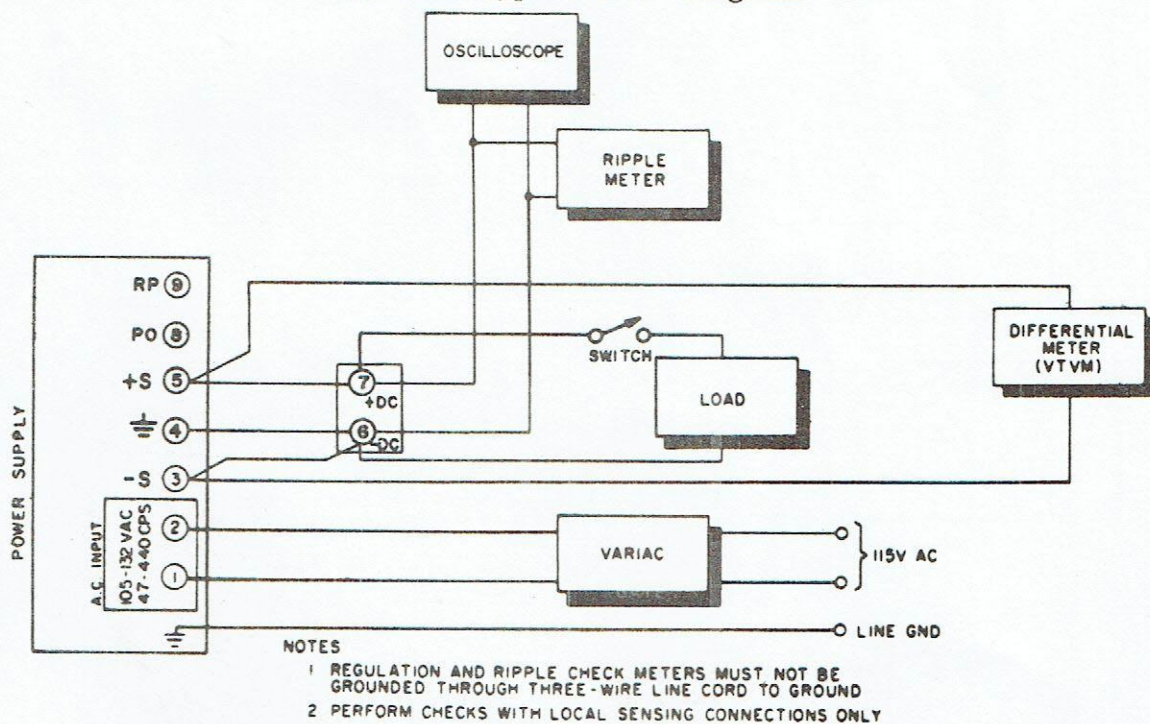 OSCILLOSCOPE
RIPPLE
METER
RP 9
PO 8
+S 5
4
-S 3
POWER SUPPLY
A.C INPUT
105-132 VAC
47-440 CPS
2
1
7
+DC
6
-DC
SWITCH
LOAD
DIFFERENTIAL
METER
(VTVM)
VARIAC
115V AC
LINE GND
NOTES
1 REGULATION AND RIPPLE CHECK METERS MUST NOT BE
GROUNDED THROUGH THREE-WIRE LINE CORD TO GROUND
2 PERFORM CHECKS WITH LOCAL SENSING CONNECTIONS ONLY